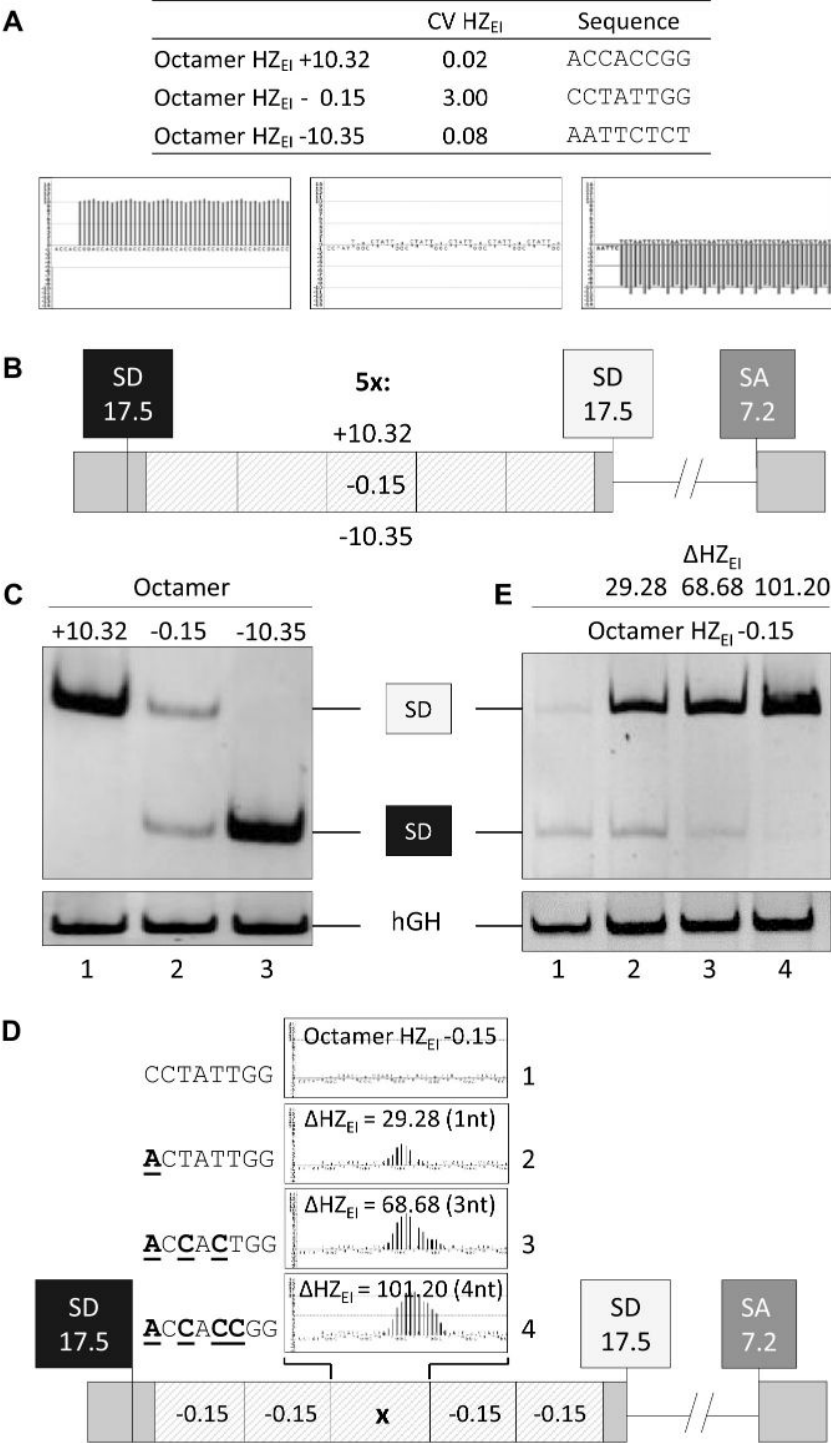 A
CV HZEI Sequence
Octamer HZEI +10.32 0.02 ACCACCGG
Octamer HZEI - 0.15 3.00 CCTATTGG
Octamer HZEI -10.35 0.08 AATTCTCT
B
SD 17.5
5x:
+10.32
-0.15
-10.35
SD 17.5
SA 7.2
C
Octamer
+10.32 -0.15 -10.35
E
ΔHZEI
29.28 68.68 101.20
Octamer HZEI -0.15
SD
SD
hGH
1 2 3
1 2 3 4
D
Octamer HZEI -0.15
CCTATTGG 1
ΔHZEI = 29.28 (1nt)
ACTATTGG 2
ΔHZEI = 68.68 (3nt)
ACCACTGG 3
ΔHZEI = 101.20 (4nt)
ACCACCGG 4
SD 17.5
SD 17.5
SA 7.2
-0.15 -0.15 x -0.15 -0.15